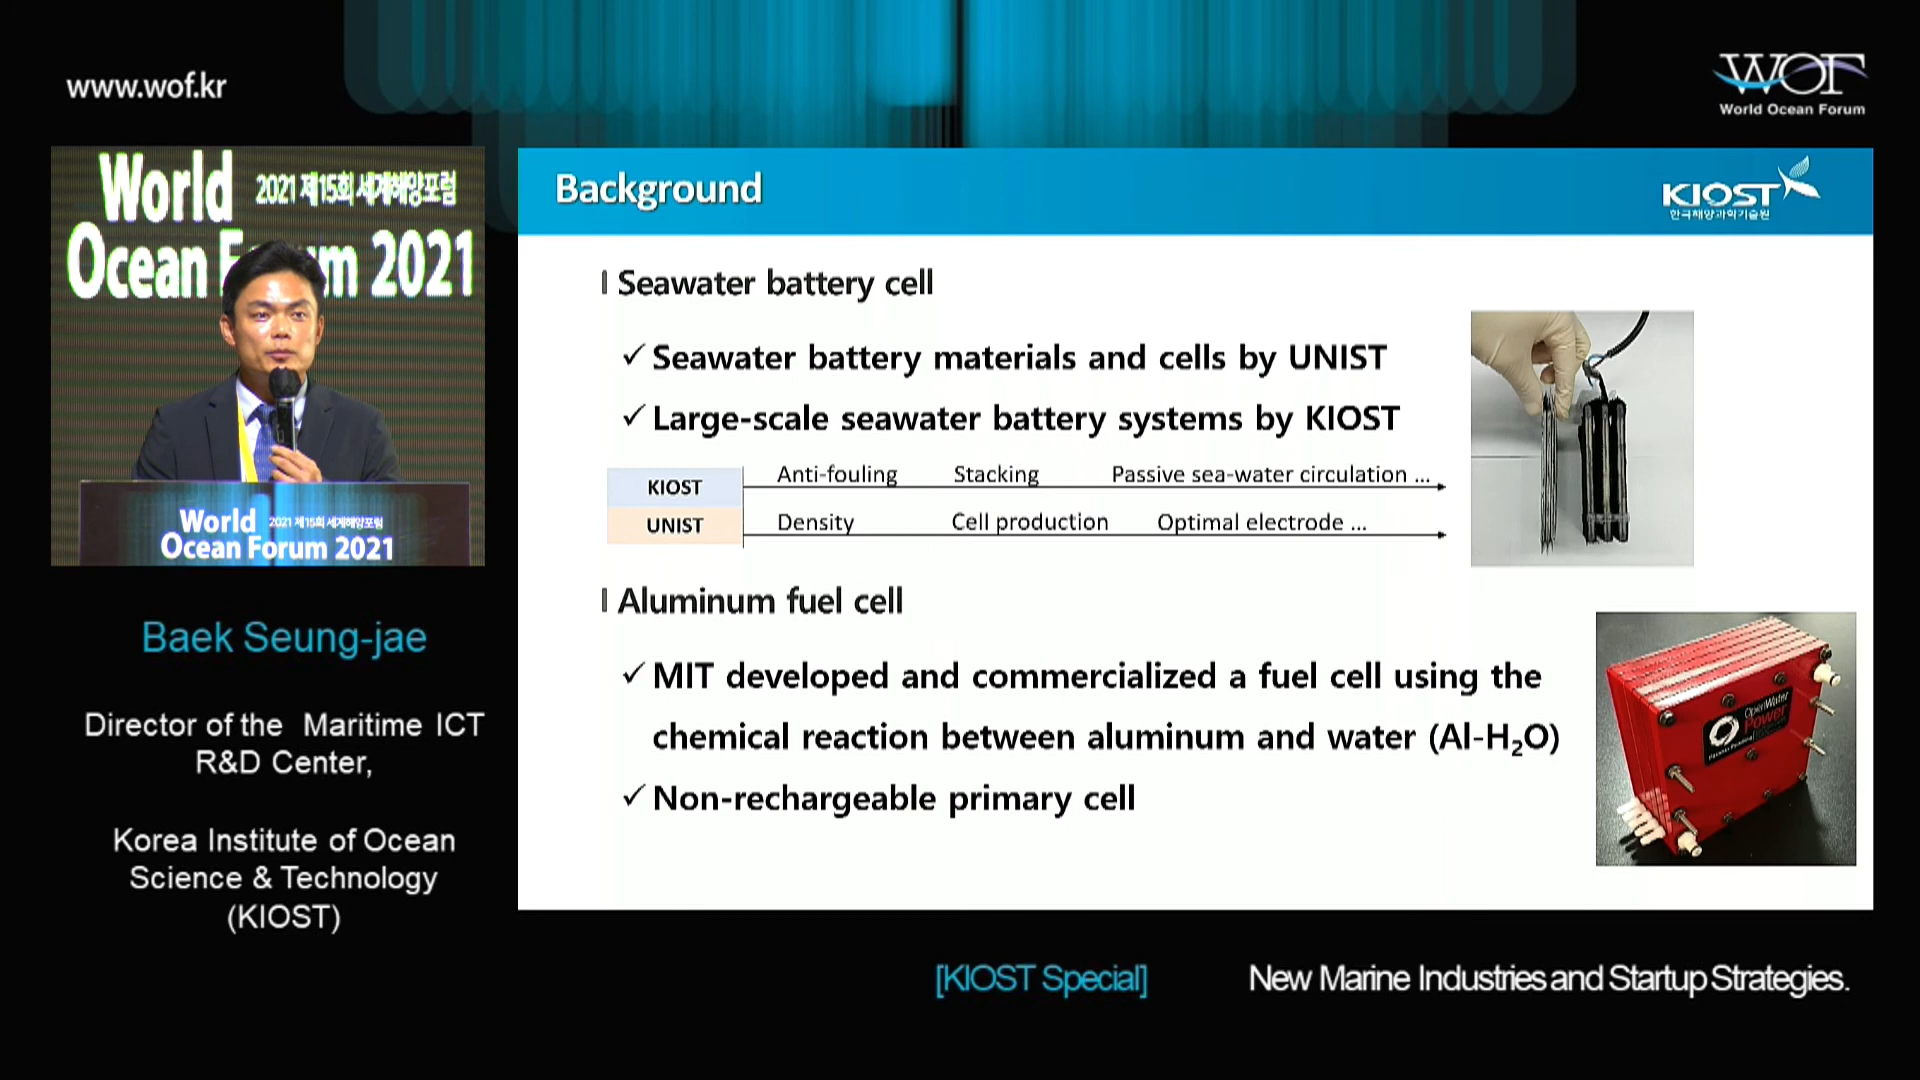 www.wof.kr
WOF
World Ocean Forum
World 2021 제15회 세계해양포럼
Ocean F m 2021
World 2021 제15회 세계해양포럼
Ocean Forum 2021
Baek Seung-jae
Director of the Maritime ICT
R&D Center,
Korea Institute of Ocean
Science & Technology
(KIOST)
Background
KIOST
한국해양과학기술원
Seawater battery cell
✓ Seawater battery materials and cells by UNIST
✓ Large-scale seawater battery systems by KIOST
KIOST Anti-fouling Stacking Passive sea-water circulation ...
UNIST Density Cell production Optimal electrode ...
Aluminum fuel cell
✓ MIT developed and commercialized a fuel cell using the
chemical reaction between aluminum and water (Al-H₂O)
✓ Non-rechargeable primary cell
OpenWater
Power
[KIOST Special] New Marine Industries and Startup Strategies.